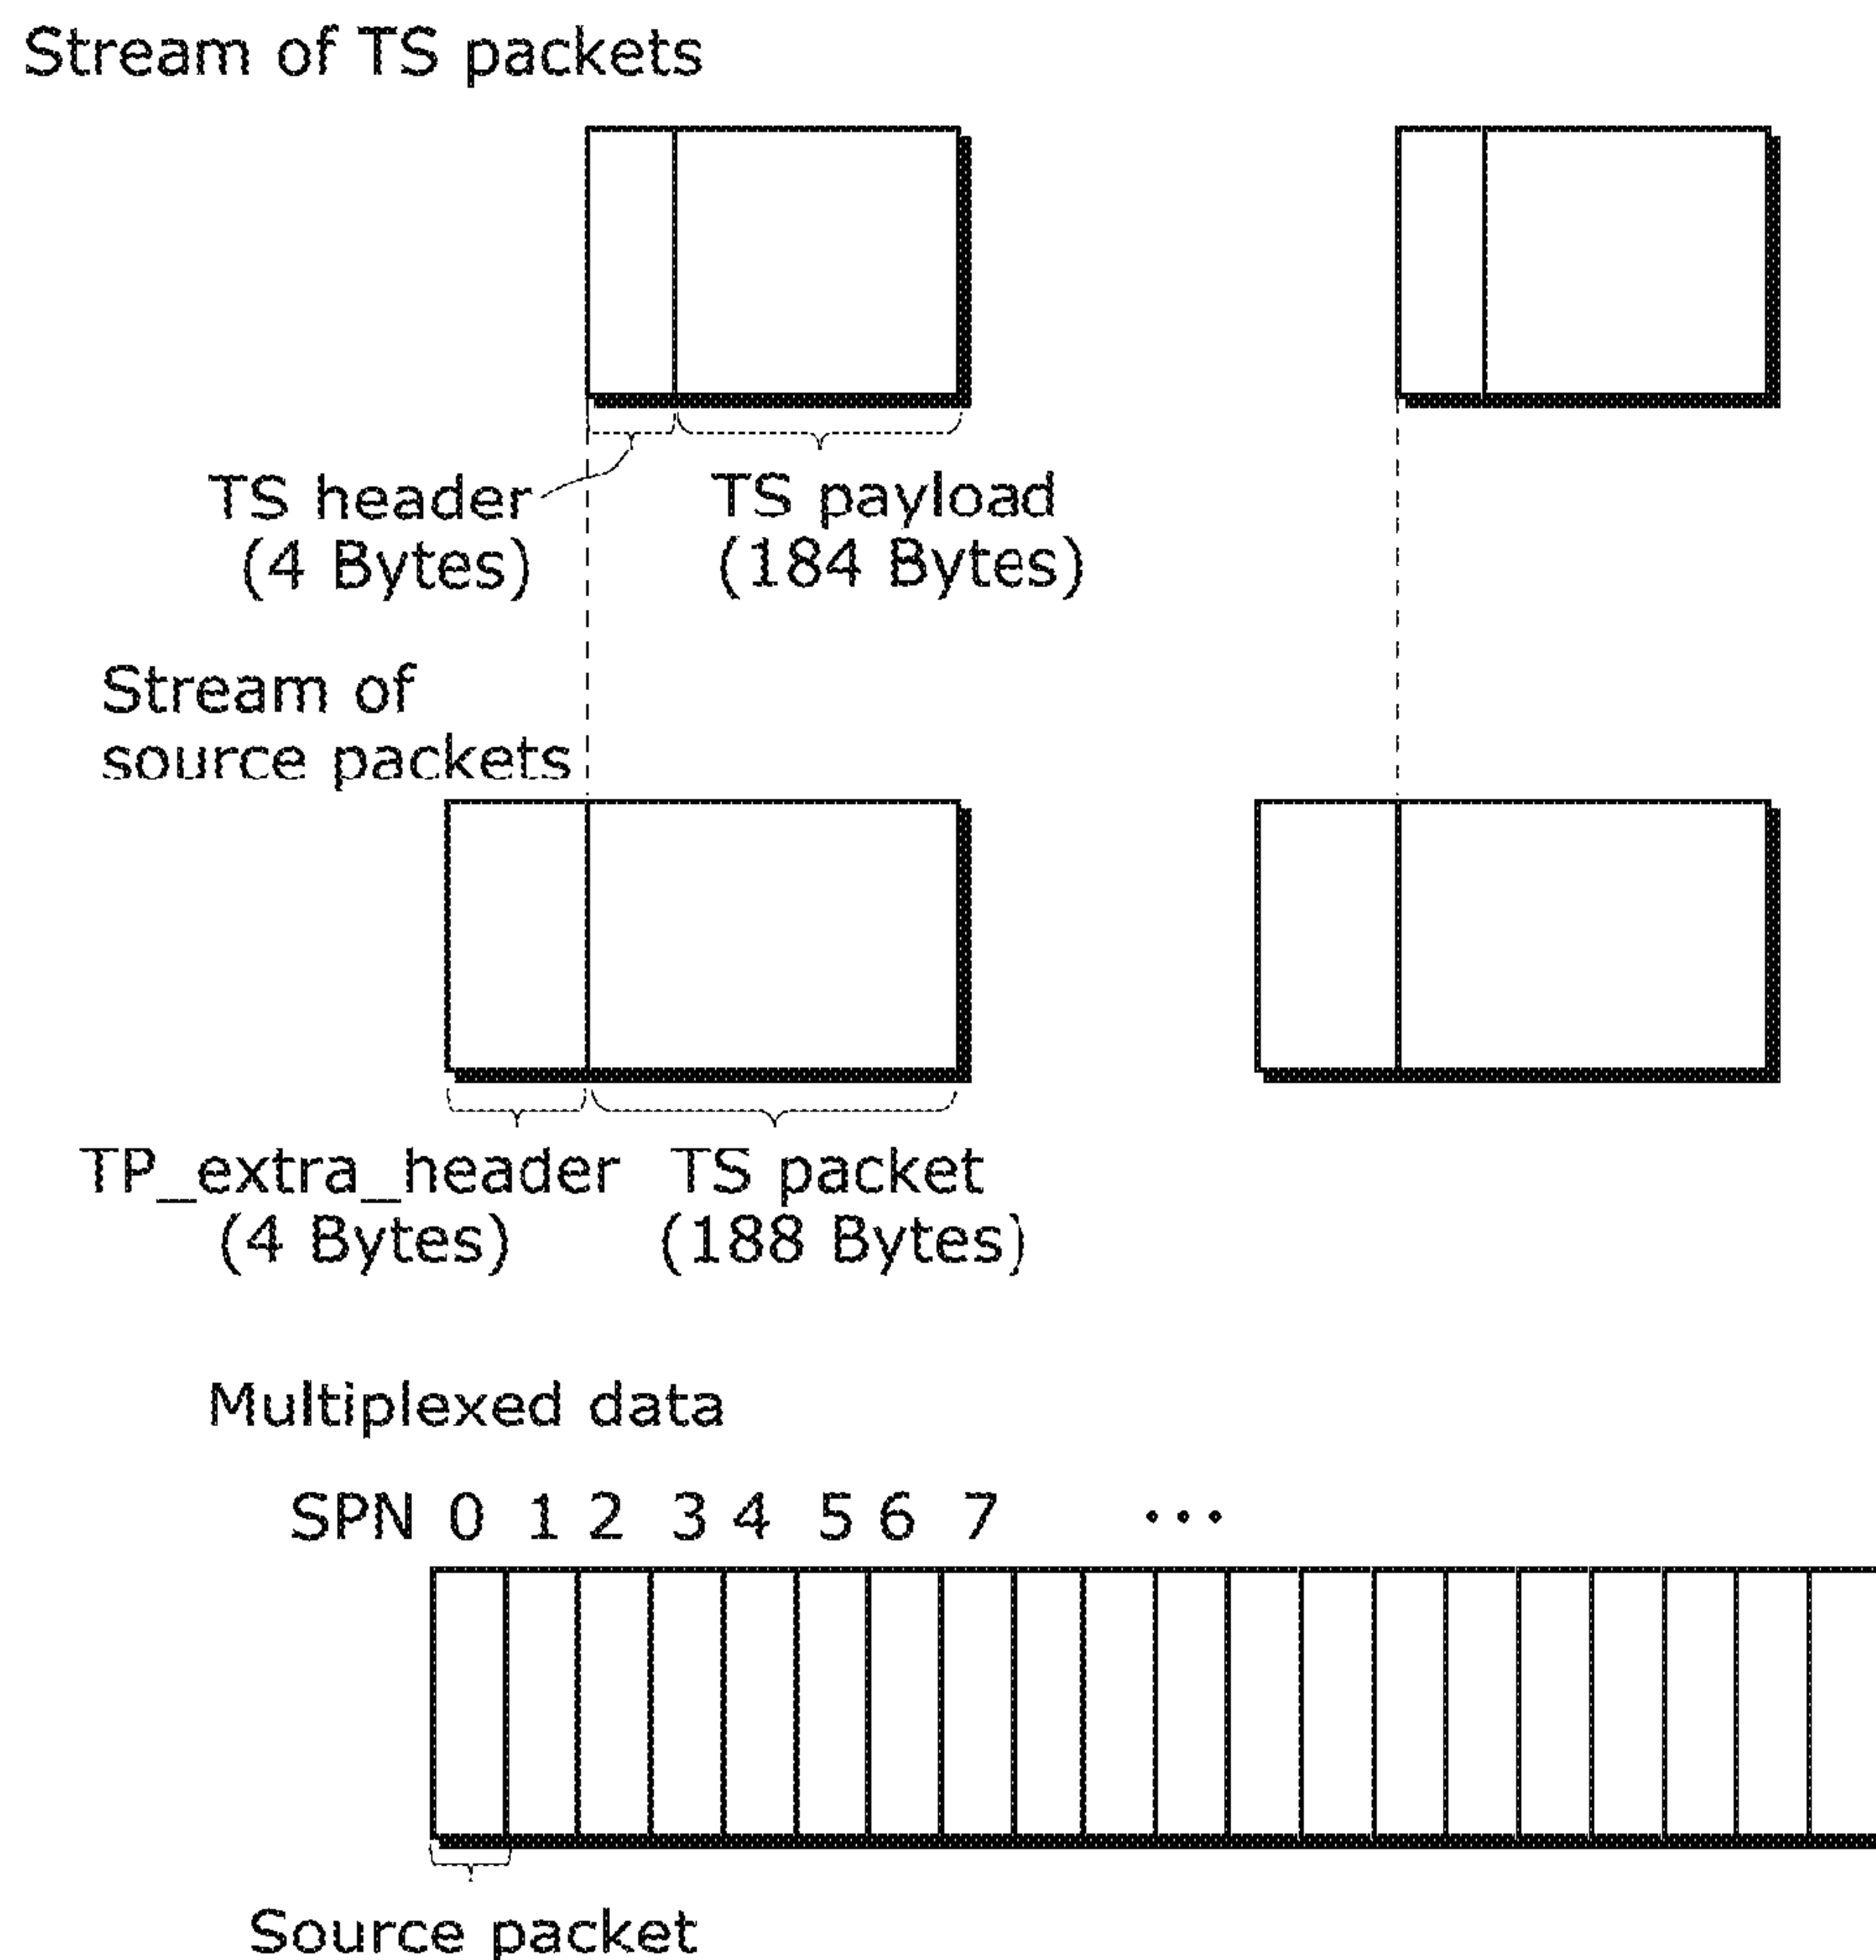 Stream of TS packets
TS header TS payload
(4 Bytes) (184 Bytes)
Stream of
source packets
TP_extra_header TS packet
(4 Bytes) (188 Bytes)
Multiplexed data
SPN 0 1 2 3 4 5 6 7 ...
Source packet